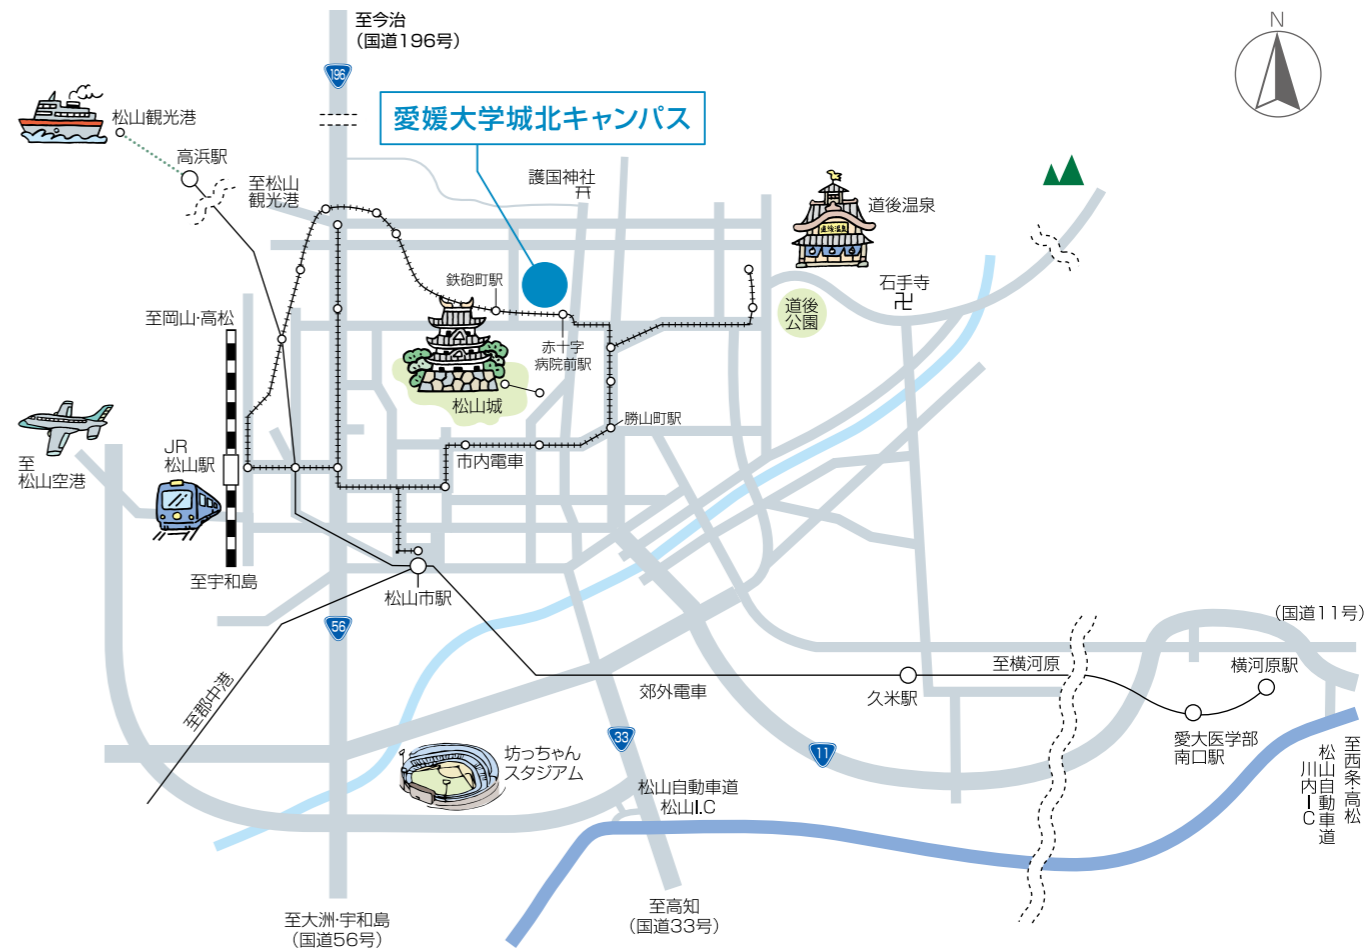 至今治
（国道196号）
N
196
愛媛大学城北キャンパス
松山観光港
高浜駅
至松山
観光港
護国神社
道後温泉
道後温泉
石手寺
鉄砲町駅
道後
公園
至岡山・高松
赤十字
病院前駅
松山城
勝山町駅
市内電車
JR
松山駅
至
松山空港
至宇和島
松山市駅
56
（国道11号）
至横河原
横河原駅
郊外電車
久米駅
至郡中港
33
11
愛大医学部
南口駅
坊っちゃん
スタジアム
松山自動車道
松山I.C
至西条・高松
松山自動車道
川内IC
至大洲・宇和島
（国道56号）
至高知
（国道33号）